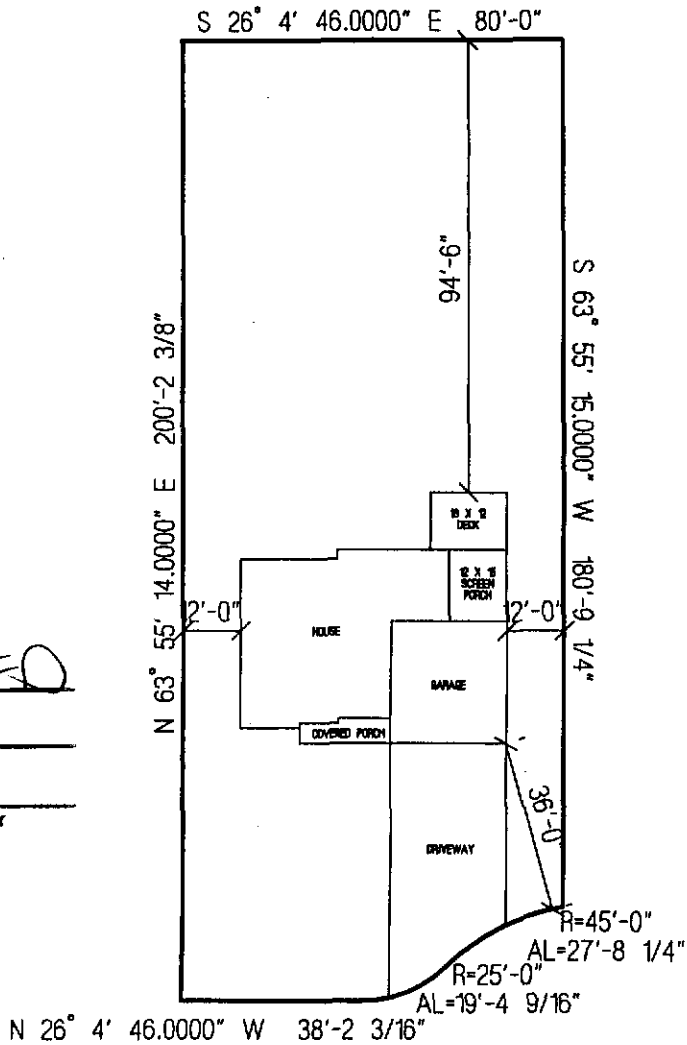 S 26° 4' 46.0000" E 80'-0"
94'-6"
S 63° 55' 15.0000" W 180'-9 1/4"
N 63° 55' 14.0000" E 200'-2 3/8"
DECK
SCREEN
PORCH
2'-0"
2'-0"
HOUSE
GARAGE
COVERED PORCH
36'-0
DRIVEWAY
R=45'-0"
AL=27'-8 1/4"
R=25'-0"
AL=19'-4 9/16"
N 26° 4' 46.0000" W 38'-2 3/16"